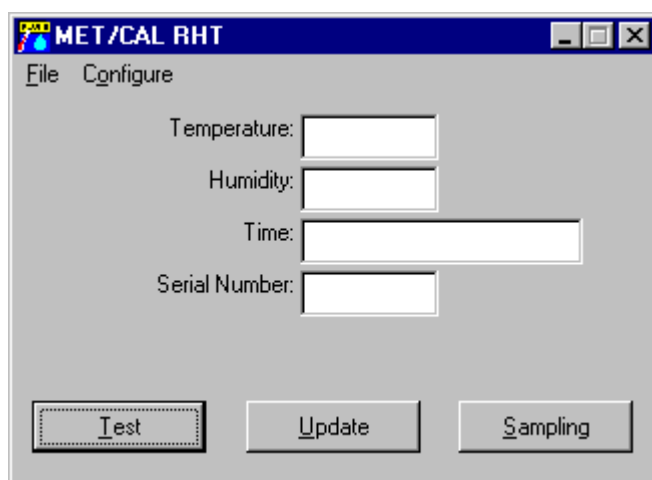 MET/CAL RHT
File Configure
Temperature:
Humidity:
Time:
Serial Number:
Test Update Sampling